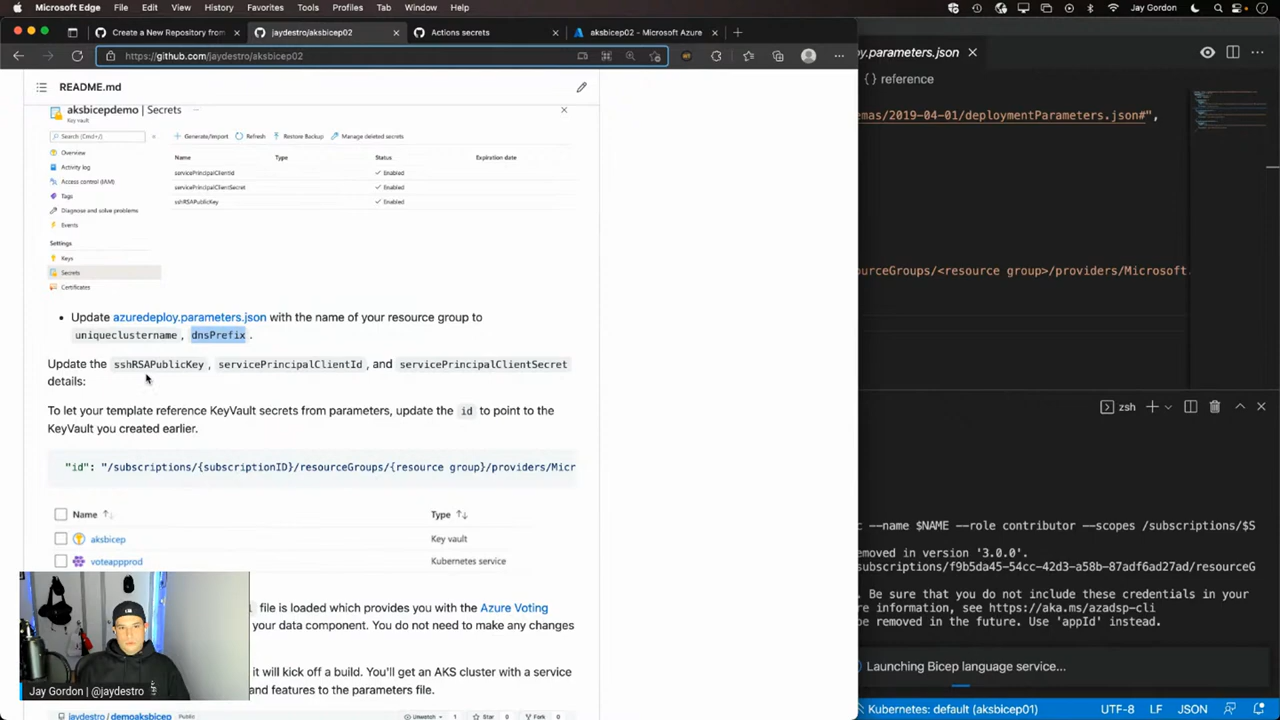 Microsoft Edge File Edit View History Favorites Tools Profiles Tab Window Help Jay Gordon
Create a New Repository from jaydestro/aksbicep02 Actions secrets aksbicep02 - Microsoft Azure
https://github.com/jaydestro/aksbicep02
README.md
aksbicepdemo | Secrets
Key vault
Search (Cmd+/)
Generate/Import Refresh Restore Backup Manage deleted secrets
Overview
Activity log
Access control (IAM)
Tags
Diagnose and solve problems
Events
Settings
Keys
Secrets
Certificates
Name Type Status Expiration date
servicePrincipalClientId Enabled
servicePrincipalClientSecret Enabled
sshRSAPublicKey Enabled
Update azuredeploy.parameters.json with the name of your resource group to
uniqueclustername , dnsPrefix .
Update the sshRSAPublicKey , servicePrincipalClientId , and servicePrincipalClientSecret
details:
To let your template reference KeyVault secrets from parameters, update the id to point to the
KeyVault you created earlier.
"id": "/subscriptions/{subscriptionID}/resourceGroups/{resource group}/providers/Micr
Name Type
aksbicep Key vault
voteappprod Kubernetes service
file is loaded which provides you with the Azure Voting
your data component. You do not need to make any changes
it will kick off a build. You'll get an AKS cluster with a service
and features to the parameters file.
jaydestro / demoaksbicep Public Unwatch 1 Star 0 Fork 0
Jay Gordon | @jaydestro
oy.parameters.json
{} reference
emas/2019-04-01/deploymentParameters.json#",
ourceGroups/<resource group>/providers/Microsoft.
zsh
c --name $NAME --role contributor --scopes /subscriptions/$S
emoved in version '3.0.0'.
subscriptions/f9b5da45-54cc-42d3-a58b-87adf6ad27ad/resourceG
. Be sure that you do not include these credentials in your
re information, see https://aka.ms/azadsp-cli
be removed in the future. Use 'appId' instead.
Launching Bicep language service...
Kubernetes: default (aksbicep01) UTF-8 LF JSON